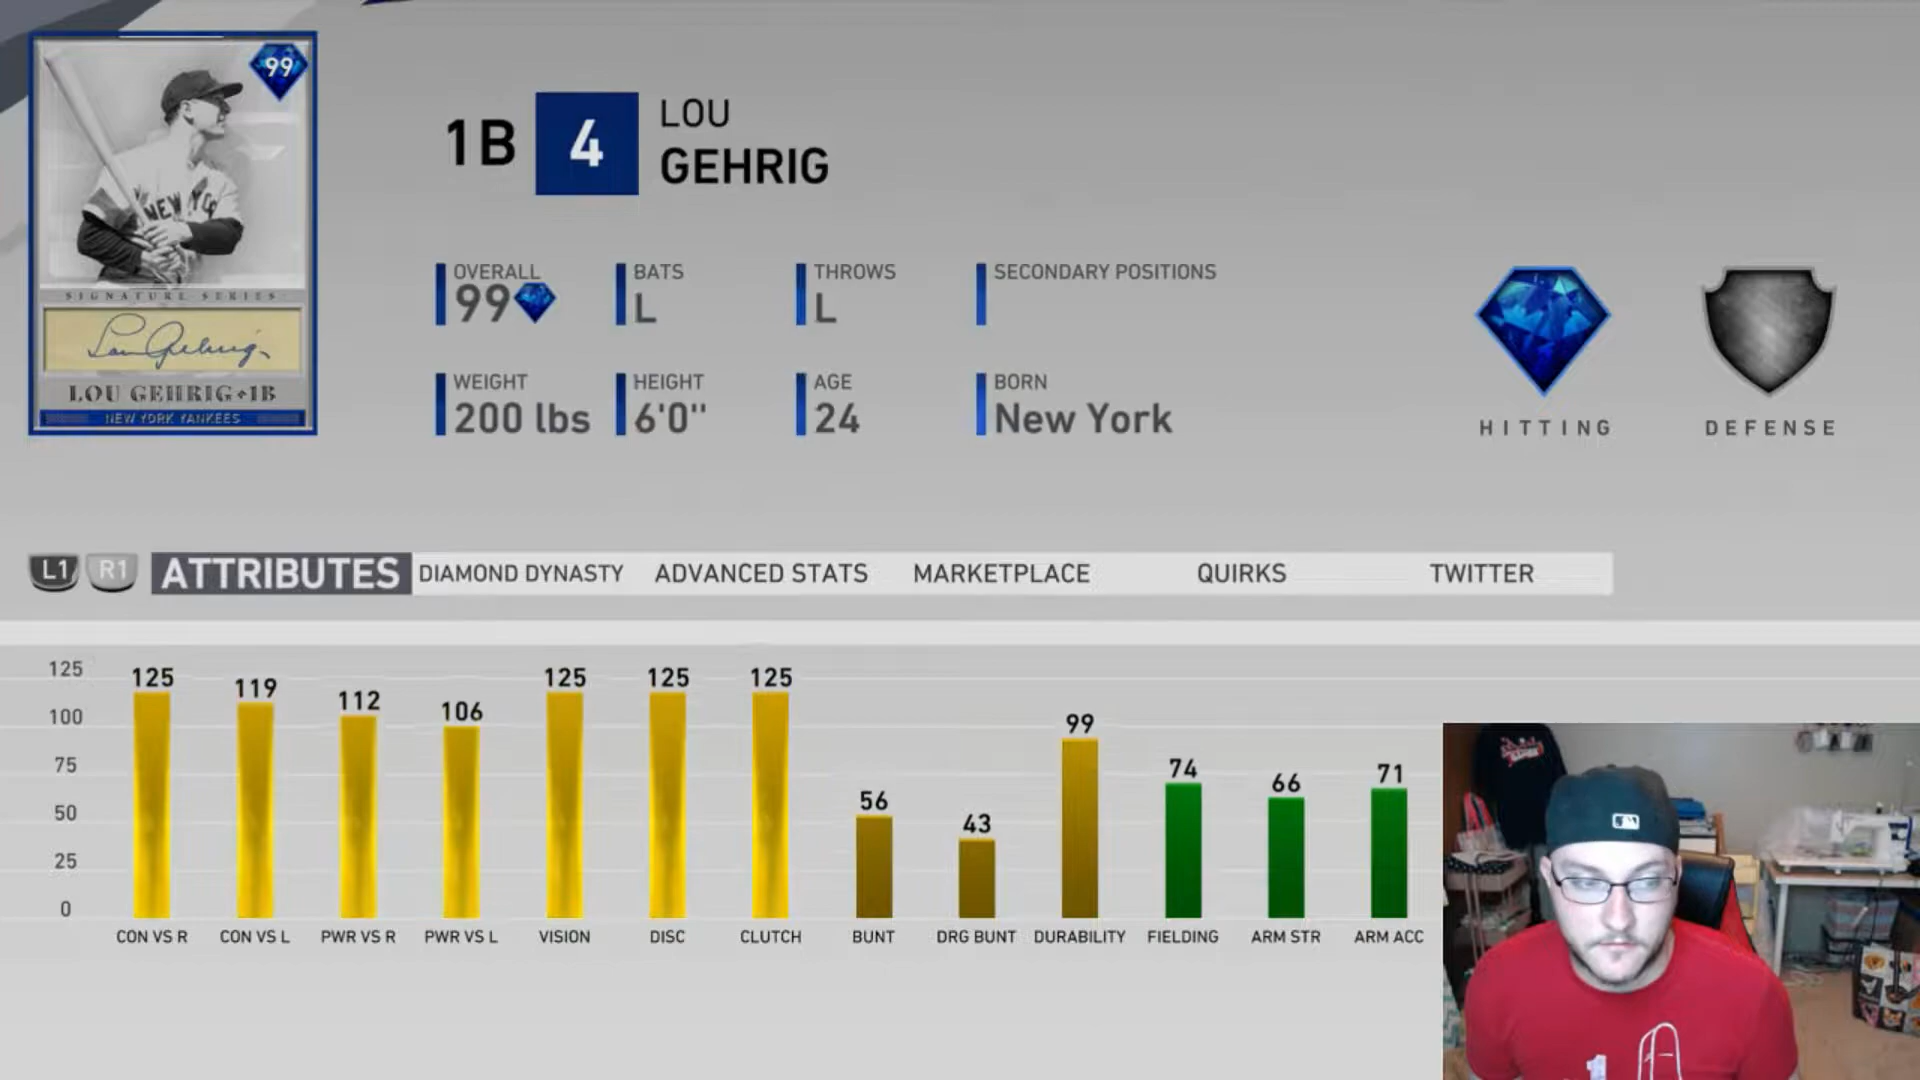 99
NEW YO
SIGNATURE SERIES
Lou Gehrig
LOU GEHRIG 1B
NEW YORK YANKEES
1B 4 LOU
GEHRIG
OVERALL BATS THROWS SECONDARY POSITIONS
99 L L
WEIGHT HEIGHT AGE BORN
200 lbs 6'0" 24 New York
HITTING DEFENSE
L1 R1 ATTRIBUTES DIAMOND DYNASTY ADVANCED STATS MARKETPLACE QUIRKS TWITTER
125
100
75
50
25
0
125 119 112 106 125 125 125 56 43 99 74 66 71
CON VS R CON VS L PWR VS R PWR VS L VISION DISC CLUTCH BUNT DRG BUNT DURABILITY FIELDING ARM STR ARM ACC